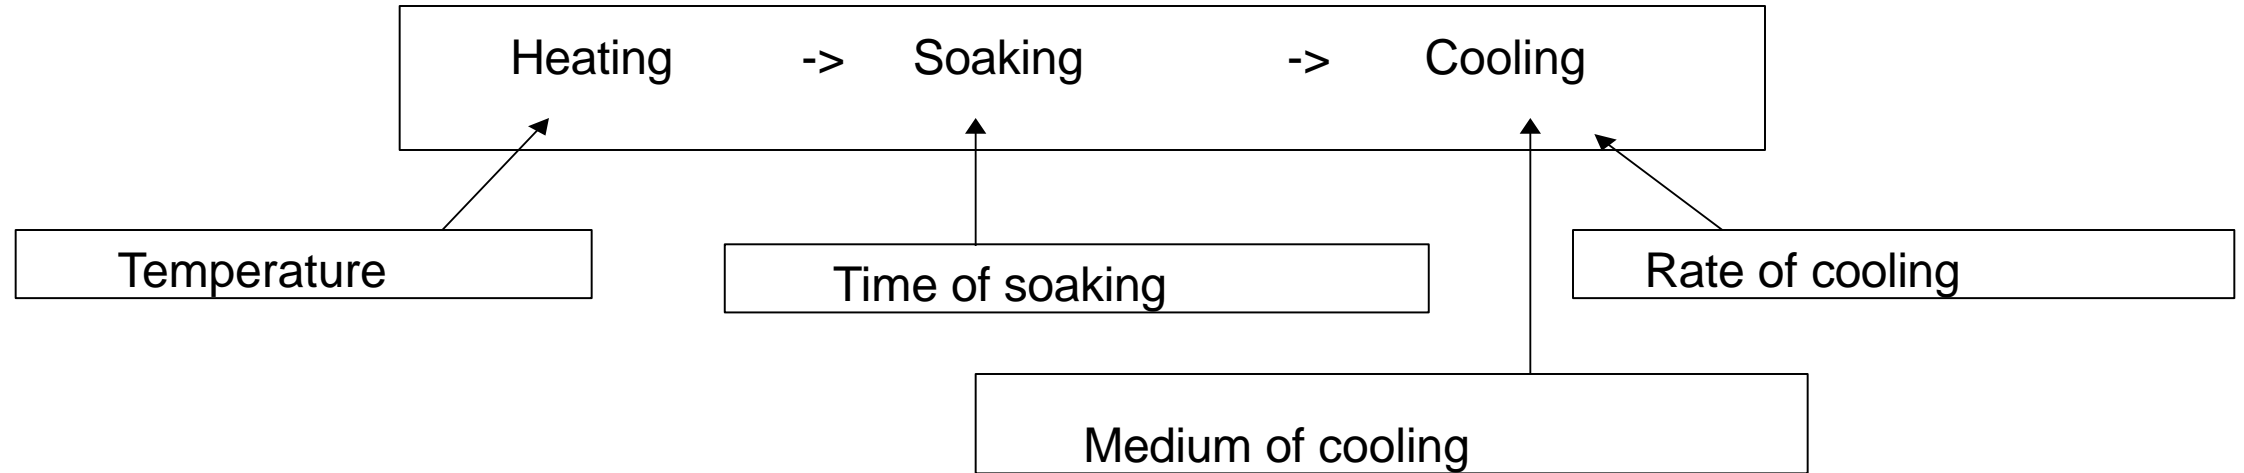 Heating -> Soaking -> Cooling
Temperature
Time of soaking
Rate of cooling
Medium of cooling